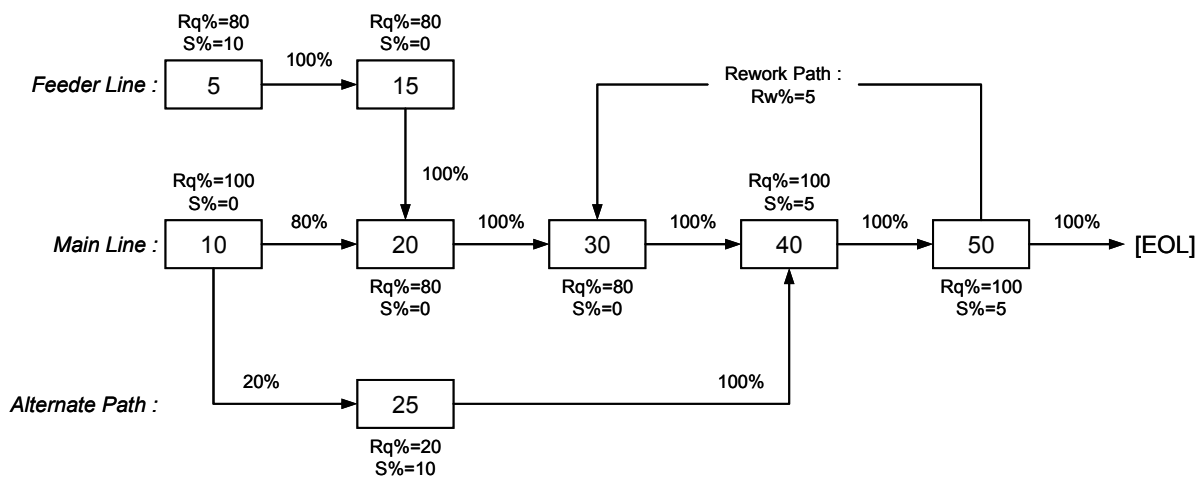 Rq%=80
S%=10
Rq%=80
S%=0
Feeder Line :
5
100%
15
Rework Path :
Rw%=5
100%
Rq%=100
S%=0
Rq%=100
S%=5
Main Line :
10
80%
20
100%
30
100%
40
100%
50
100%
[EOL]
Rq%=80
S%=0
Rq%=80
S%=0
Rq%=100
S%=5
Alternate Path :
20%
25
100%
Rq%=20
S%=10